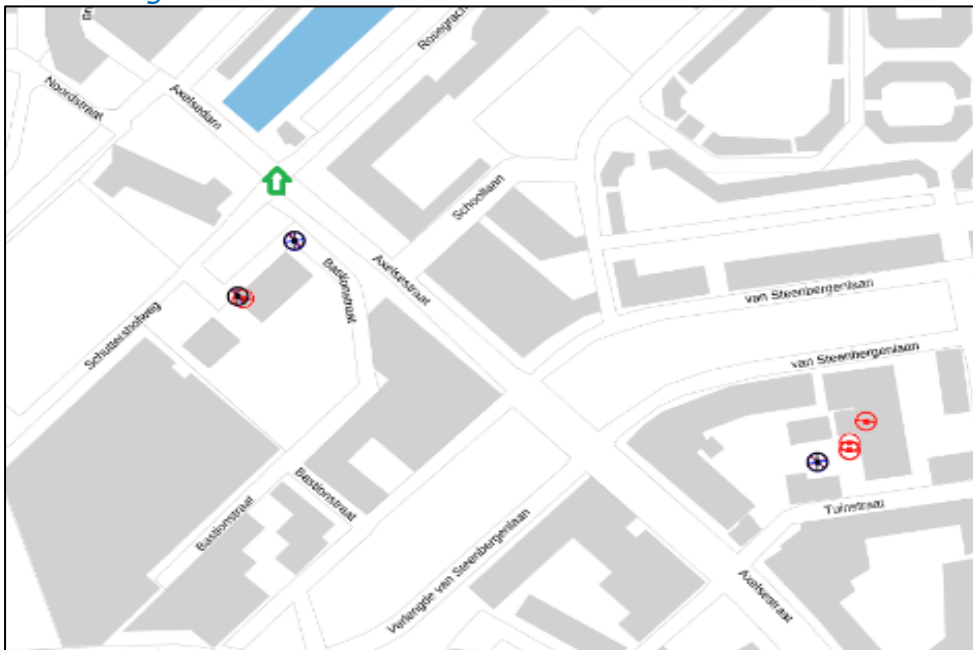 Axelsedam
Noordstraat
Schoollaan
Axelsestraat
Bastionstraat
van Steenbergenlaan
Schuttershofweg
van Steenbergenlaan
Bastionstraat
Bastionstraat
Tuinstraat
Verlengde van Steenbergenlaan
Axelsestraat